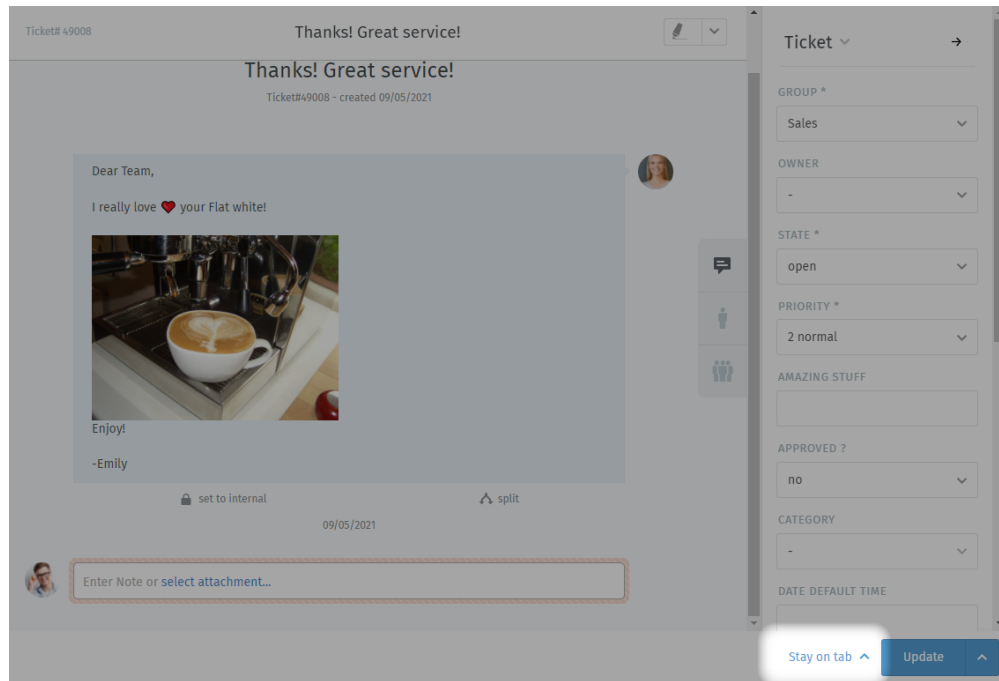 Ticket# 49008
Thanks! Great service!
Thanks! Great service!
Ticket#49008 - created 09/05/2021
Dear Team,
I really love ❤ your Flat white!
Enjoy!
-Emily
set to internal
split
09/05/2021
Enter Note or select attachment...
Ticket
GROUP *
Sales
OWNER
-
STATE *
open
PRIORITY *
2 normal
AMAZING STUFF
APPROVED ?
no
CATEGORY
-
DATE DEFAULT TIME
Stay on tab
Update